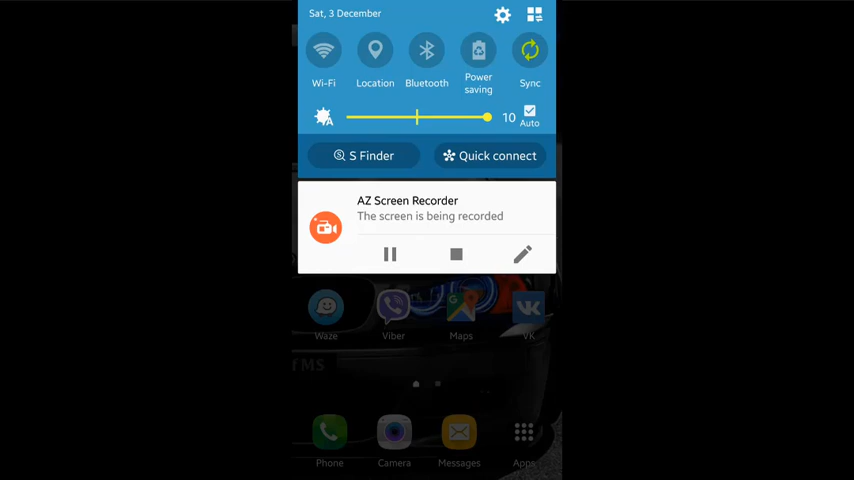 Sat, 3 December
Wi-Fi
Location
Bluetooth
Power
saving
Sync
A
10
Auto
S Finder
Quick connect
AZ Screen Recorder
The screen is being recorded
G
Waze
Viber
Maps
VK
MS
Phone
Camera
Messages
Apps